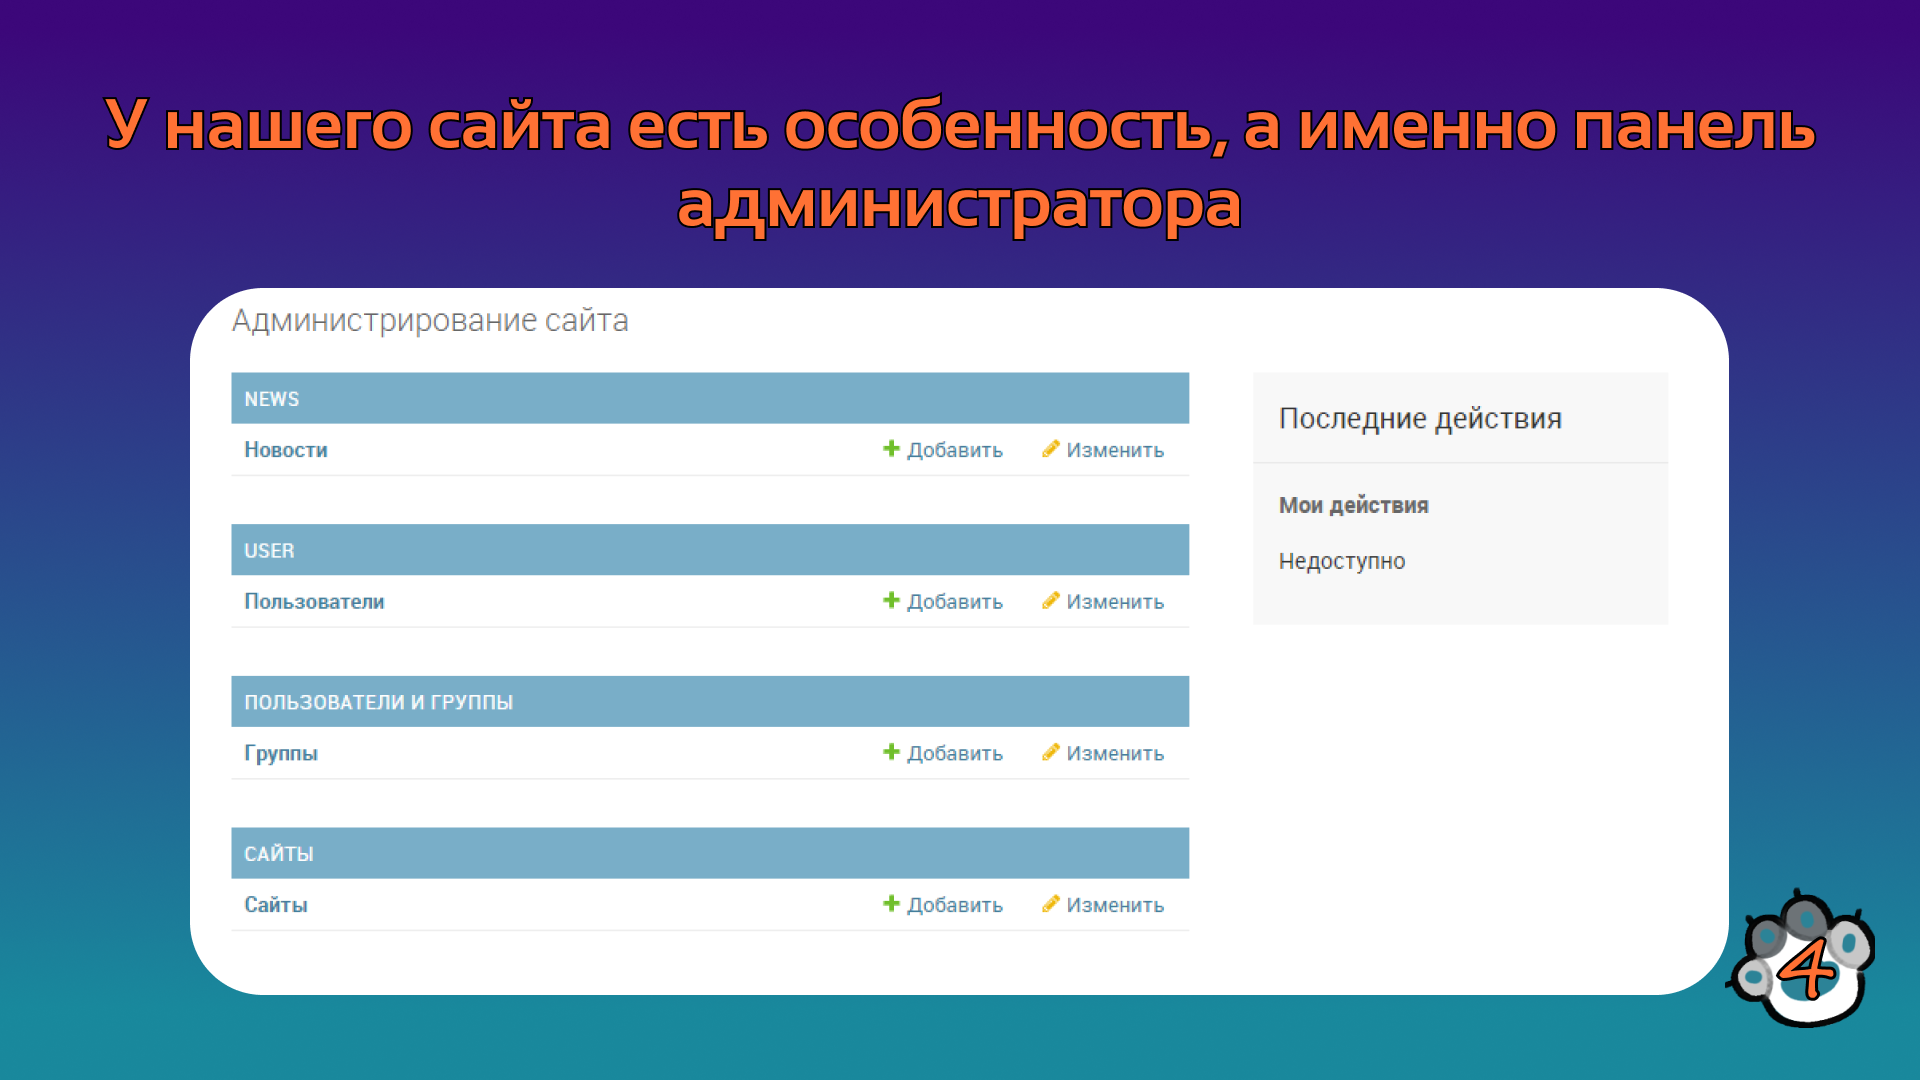 У нашего сайта есть особенность, а именно панель
администратора
Администрирование сайта
NEWS
Новости Добавить Изменить
USER
Пользователи Добавить Изменить
ПОЛЬЗОВАТЕЛИ И ГРУППЫ
Группы Добавить Изменить
САЙТЫ
Сайты Добавить Изменить
Последние действия
Мои действия
Недоступно
4